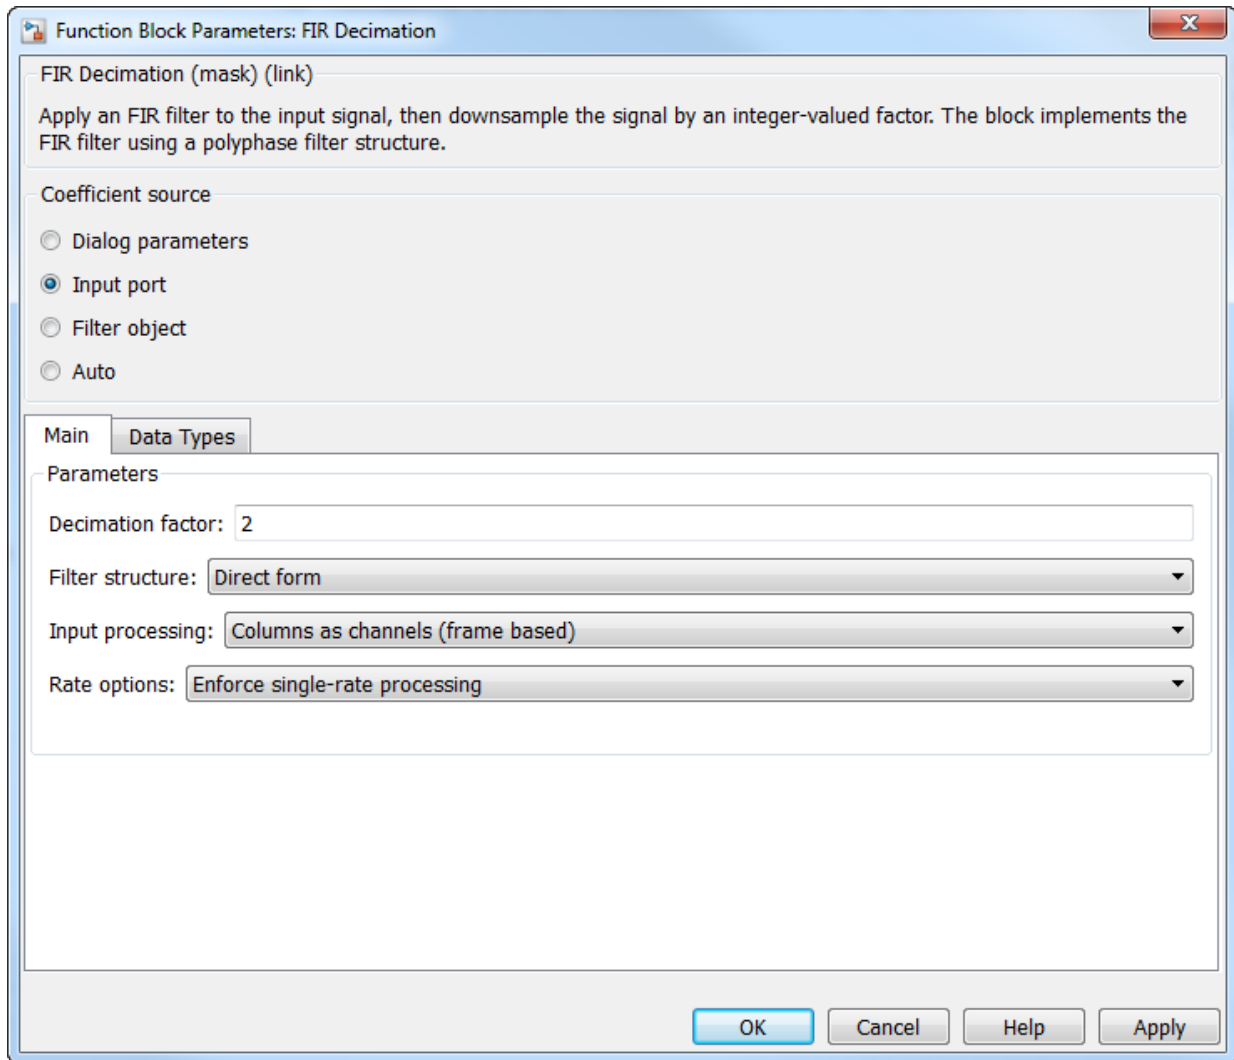 Function Block Parameters: FIR Decimation
X
FIR Decimation (mask) (link)
Apply an FIR filter to the input signal, then downsample the signal by an integer-valued factor. The block implements the
FIR filter using a polyphase filter structure.
Coefficient source
Dialog parameters
Input port
Filter object
Auto
Main Data Types
Parameters
Decimation factor: 2
Filter structure: Direct form
Input processing: Columns as channels (frame based)
Rate options: Enforce single-rate processing
OK Cancel Help Apply